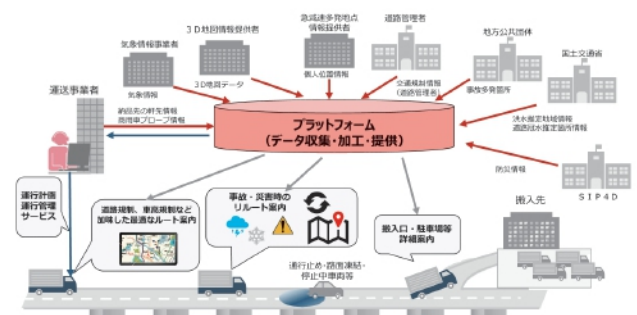 3D地図情報提供者
急減速多発地点
情報提供者
道路管理者
地方公共団体
国土交通省
気象情報事業者
運送事業者
気象情報
3D地図データ
個人位置情報
交通規制情報
(道路管理者)
事故多発箇所
納品先の軒先情報
商用車プローブ情報
プラットフォーム
(データ収集・加工・提供)
洪水推定地域情報
道路冠水推定箇所情報
防災情報
SIP4D
運行計画
運行管理
サービス
道路規制、車高規制など
加味した最適なルート案内
事故・災害時の
リルート案内
搬入口・駐車場等
詳細案内
搬入先
通行止め・路面凍結・
停止中車両等